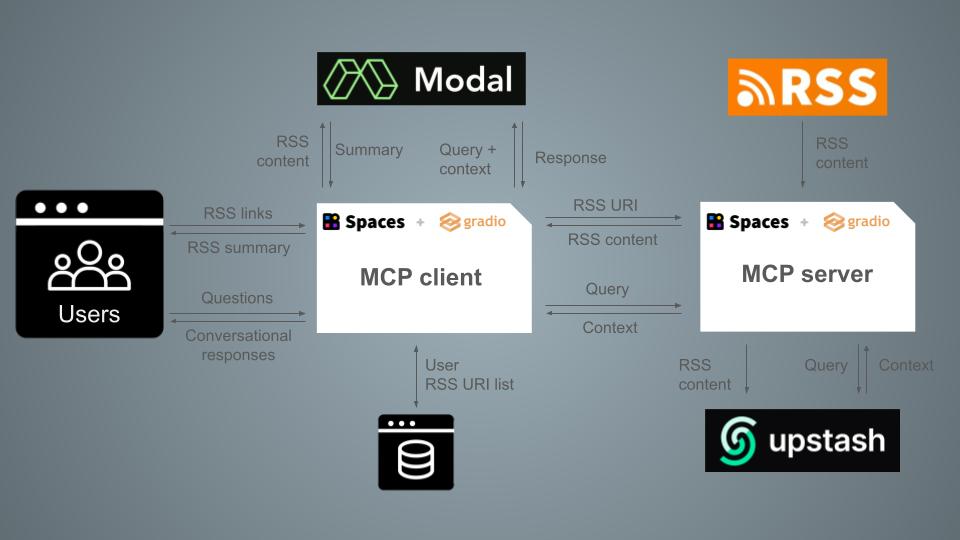 Modal
RSS
RSS
content
Summary
Query +
context
Response
RSS
content
Users
RSS links
RSS summary
Questions
Conversational
responses
Spaces + gradio
MCP client
RSS URI
RSS content
Query
Context
Spaces + gradio
MCP server
User
RSS URI list
RSS
content
Query
Context
upstash